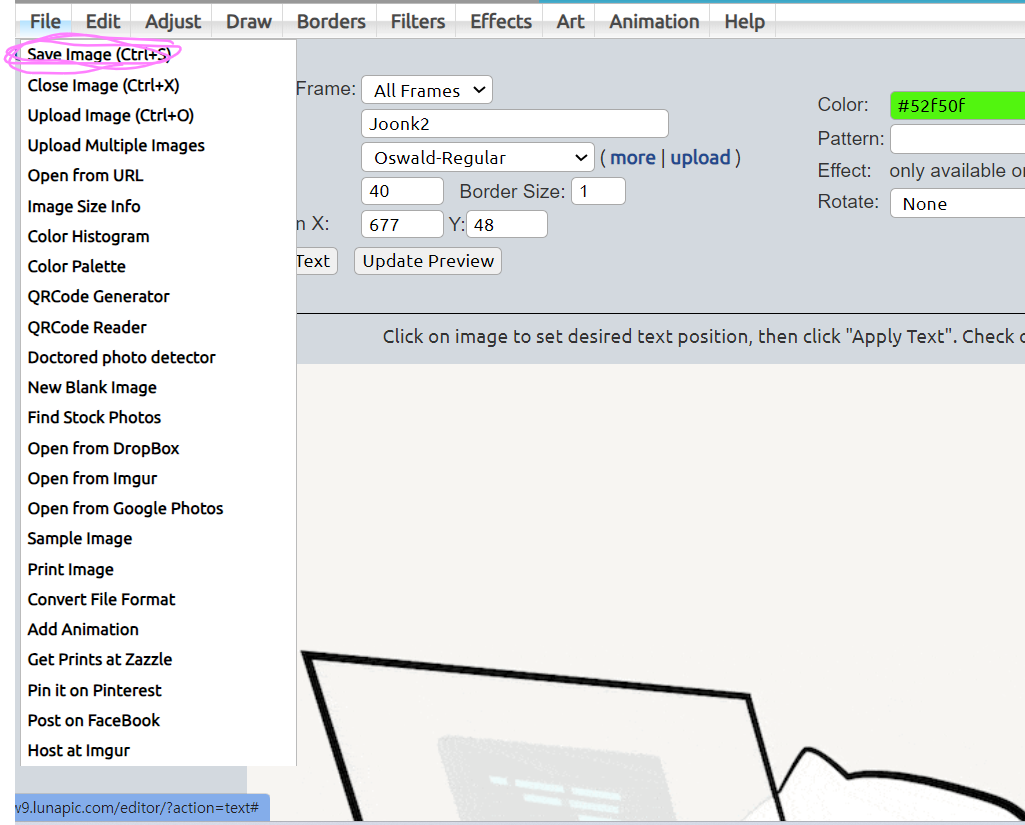 File Edit Adjust Draw Borders Filters Effects Art Animation Help
Save Image (Ctrl+S)
Close Image (Ctrl+X)
Upload Image (Ctrl+O)
Upload Multiple Images
Open from URL
Image Size Info
Color Histogram
Color Palette
QRCode Generator
QRCode Reader
Doctored photo detector
New Blank Image
Find Stock Photos
Open from DropBox
Open from Imgur
Open from Google Photos
Sample Image
Print Image
Convert File Format
Add Animation
Get Prints at Zazzle
Pin it on Pinterest
Post on FaceBook
Host at Imgur
Frame: All Frames
Joonk2
Oswald-Regular ( more | upload )
40 Border Size: 1
n X: 677 Y: 48
Text Update Preview
Color: #52f50f
Pattern:
Effect: only available
Rotate: None
Click on image to set desired text position, then click "Apply Text". Check
w9.lunapic.com/editor/?action=text#